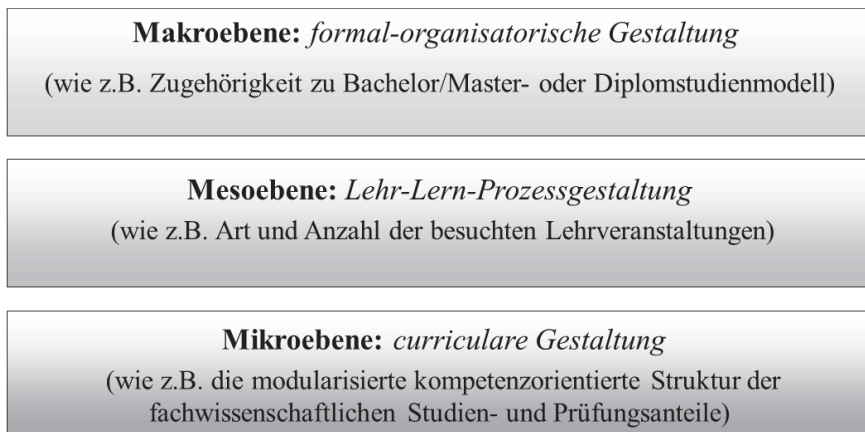 Makroebene: formal-organisatorische Gestaltung
(wie z.B. Zugehörigkeit zu Bachelor/Master- oder Diplomstudienmodell)
Mesoebene: Lehr-Lern-Prozessgestaltung
(wie z.B. Art und Anzahl der besuchten Lehrveranstaltungen)
Mikroebene: curriculare Gestaltung
(wie z.B. die modularisierte kompetenzorientierte Struktur der
fachwissenschaftlichen Studien- und Prüfungsanteile)